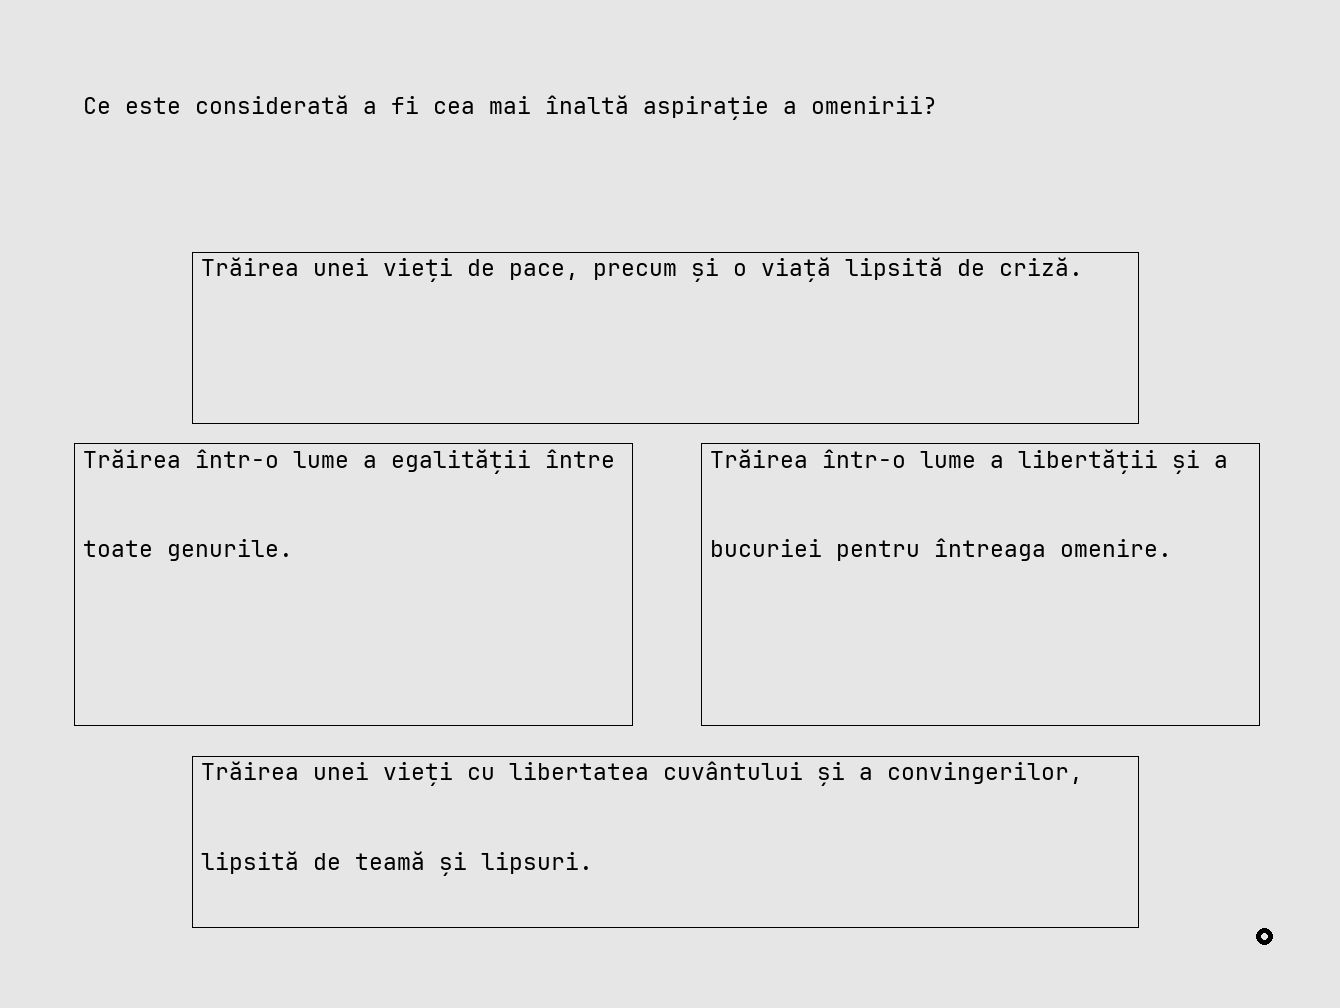 Ce este considerată a fi cea mai înaltă aspirație a omenirii?
Trăirea unei vieți de pace, precum și o viață lipsită de criză.
Trăirea într-o lume a egalității între
toate genurile.
Trăirea într-o lume a libertății și a
bucuriei pentru întreaga omenire.
Trăirea unei vieți cu libertatea cuvântului și a convingerilor,
lipsită de teamă și lipsuri.